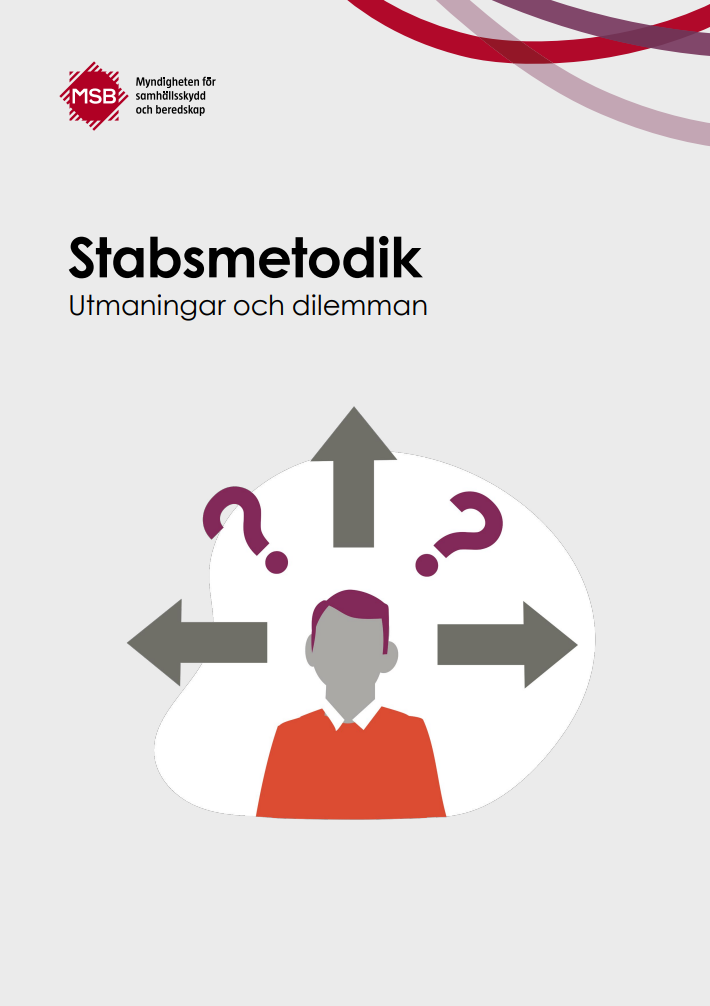 MSB
Myndigheten för
samhällsskydd
och beredskap
Stabsmetodik
Utmaningar och dilemman
? ?